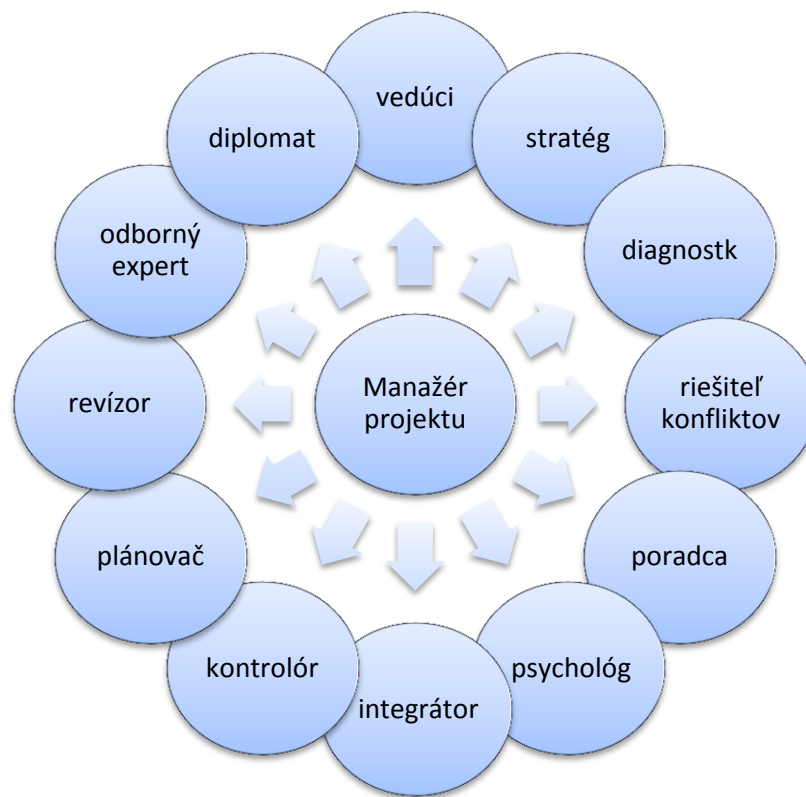 vedúci
stratég
diagnostk
riešiteľ
konfliktov
poradca
psychológ
integrátor
kontrolór
plánovač
revízor
odborný
expert
diplomat
Manažér
projektu